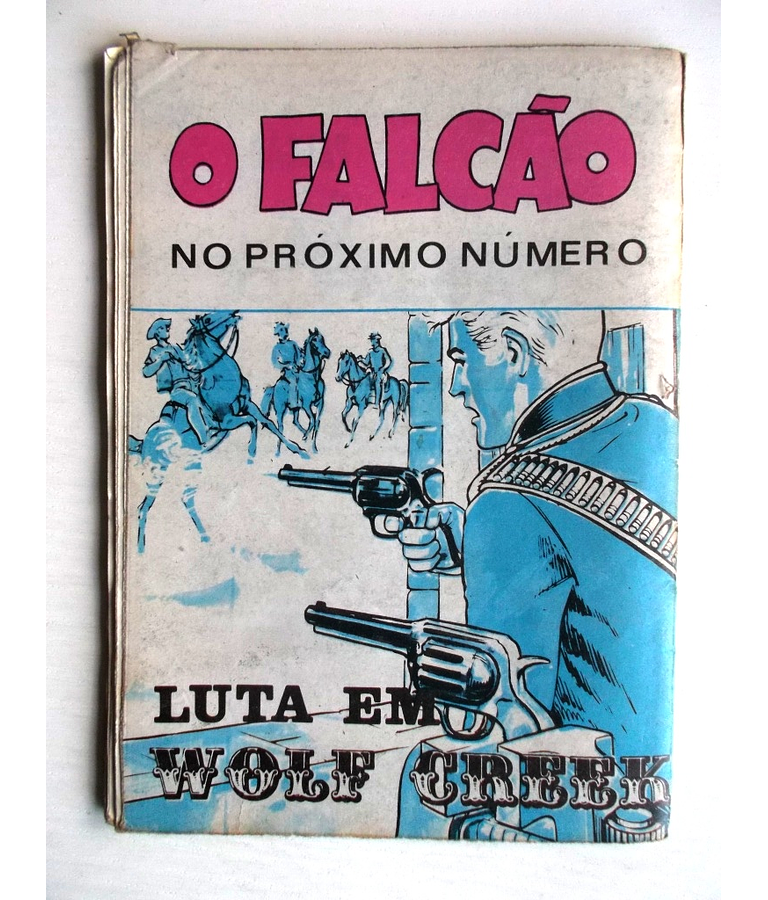 O FALCÃO
NO PRÓXIMO NÚMERO
LUTA EM
WOLF CREEK